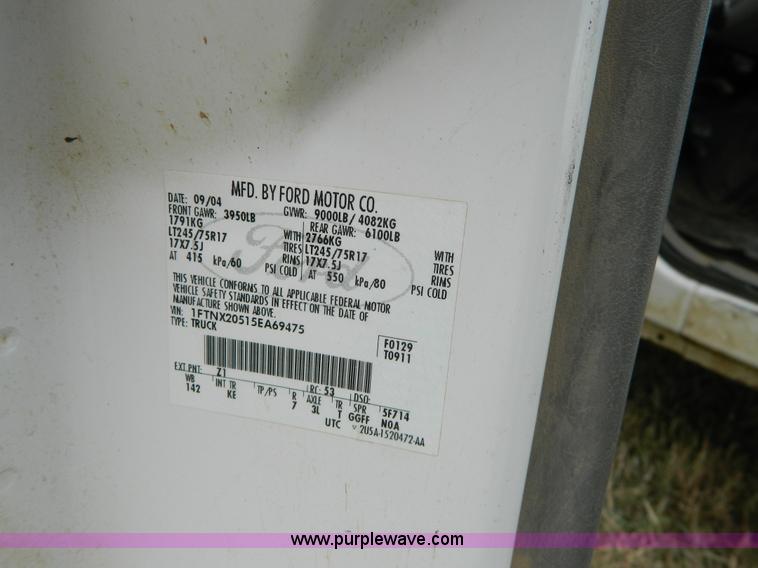 MFD. BY FORD MOTOR CO.
DATE: 09/04 GVWR: 9000LB/ 4082KG
FRONT GAWR: 3950LB REAR GAWR: 6100LB
1791KG WITH 2766KG WITH
LT245/75R17 TIRES LT245/75R17 TIRES
17X7.5J RIMS 17X7.5J RIMS
AT 415 kPa/60 PSI COLD AT 550 kPa/80 PSI COLD
THIS VEHICLE CONFORMS TO ALL APPLICABLE FEDERAL MOTOR
VEHICLE SAFETY STANDARDS IN EFFECT ON THE DATE OF
MANUFACTURE SHOWN ABOVE.
VIN: 1FTNX20515EA69475
TYPE: TRUCK
F0129
T0911
Ford
EXT PNT: Z1 RC: 53 DSO:
WB INT TR TP/PS R AXLE TR SPR 5F714
142 KE 7 3L T GGFF N0A
UTC ▽ 2U5A-1520472-AA
www.purplewave.com